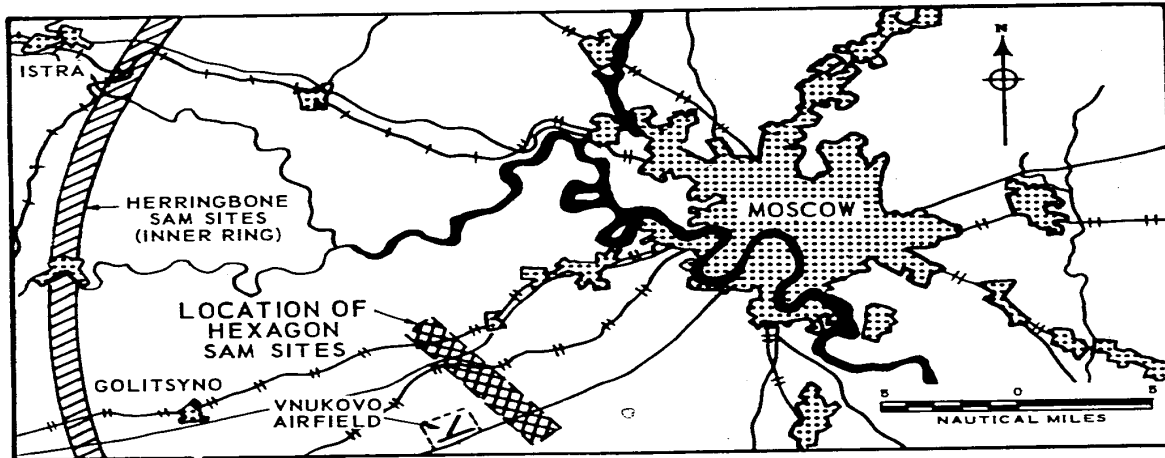 ISTRA
N
HERRINGBONE
SAM SITES
(INNER RING)
MOSCOW
LOCATION OF
HEXAGON
SAM SITES
GOLITSYNO
VNUKOVO
AIRFIELD
5 0 5
NAUTICAL MILES